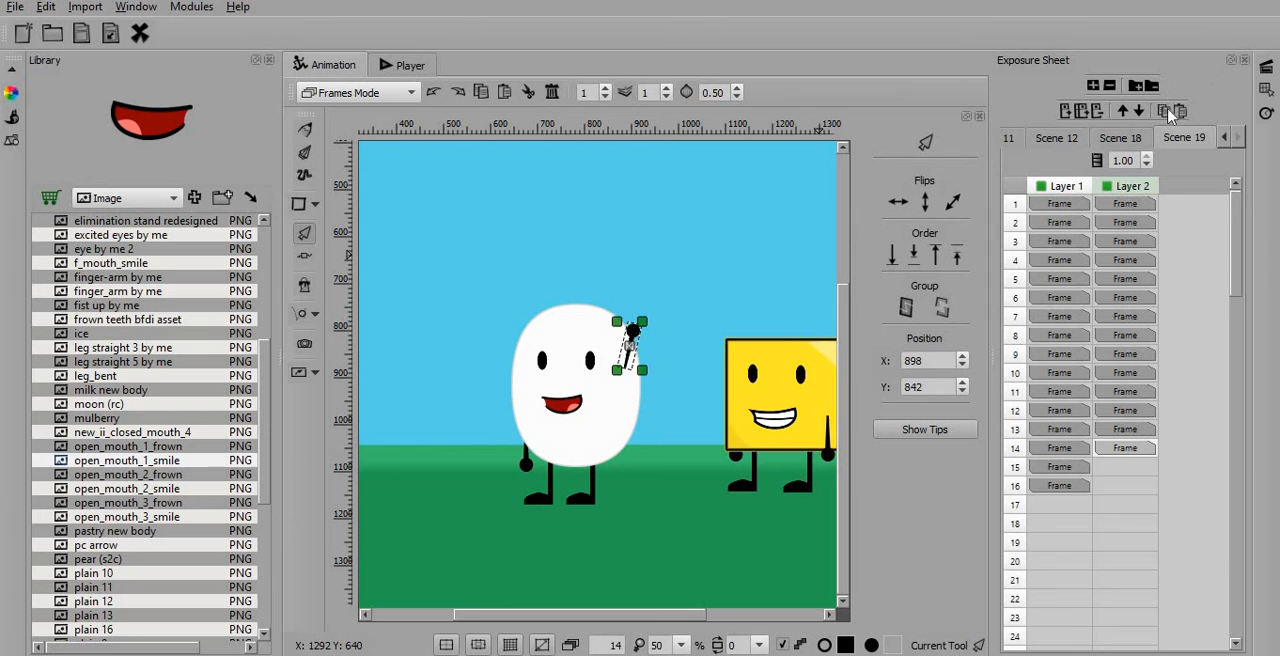 File Edit Import Window Modules Help
Library
Image
elimination stand redesigned PNG
excited eyes by me PNG
eye by me 2 PNG
f_mouth_smile PNG
finger-arm by me PNG
finger_arm by me PNG
fist up by me PNG
frown teeth bfdi asset PNG
ice PNG
leg straight 3 by me PNG
leg straight by me PNG
leg_bent PNG
milk new body PNG
moon (rc) PNG
mulberry PNG
new_ii_closed_mouth_4 PNG
open_mouth_1_frown PNG
open_mouth_1_smile PNG
open_mouth_2_frown PNG
open_mouth_2_smile PNG
open_mouth_3_frown PNG
open_mouth_3_smile PNG
pastry new body PNG
pc arrow PNG
pear (s2c) PNG
plain 10 PNG
plain 11 PNG
plain 12 PNG
plain 13 PNG
plain 16 PNG
Animation Player
Frames Mode 1 1 0.50
400 500 600 700 800 900 1000 1100 1200 1300
500
600
700
800
900
1000
1100
1200
1300
Flips
Order
Group
Position
X: 898
Y: 842
Show Tips
X: 1292 Y: 640 14 50 % 0 Current Tool
Exposure Sheet
11 Scene 12 Scene 18 Scene 19
1.00
Layer 1 Layer 2
1 Frame Frame
2 Frame Frame
3 Frame Frame
4 Frame Frame
5 Frame Frame
6 Frame Frame
7 Frame Frame
8 Frame Frame
9 Frame Frame
10 Frame Frame
11 Frame Frame
12 Frame Frame
13 Frame Frame
14 Frame Frame
15 Frame
16 Frame
17
18
19
20
21
22
23
24